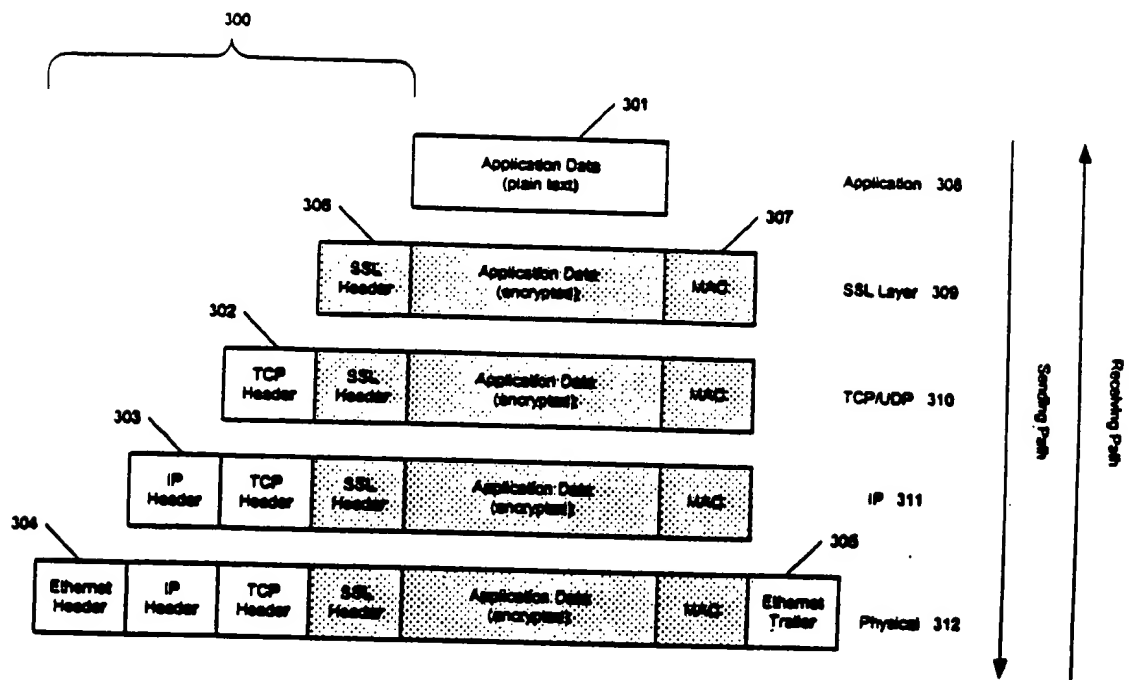 300
301
Application Data
(plain text)
Application 308
306
307
SSL
Header
Application Data
(encrypted)
MAC
SSL Layer 309
302
TCP
Header
SSL
Header
Application Data
(encrypted)
MAC
TCP/UDP 310
303
IP
Header
TCP
Header
SSL
Header
Application Data
(encrypted)
MAC
IP 311
304
305
Ethernet
Header
IP
Header
TCP
Header
SSL
Header
Application Data
(encrypted)
MAC
Ethernet
Trailer
Physical 312
Sending Path
Receiving Path